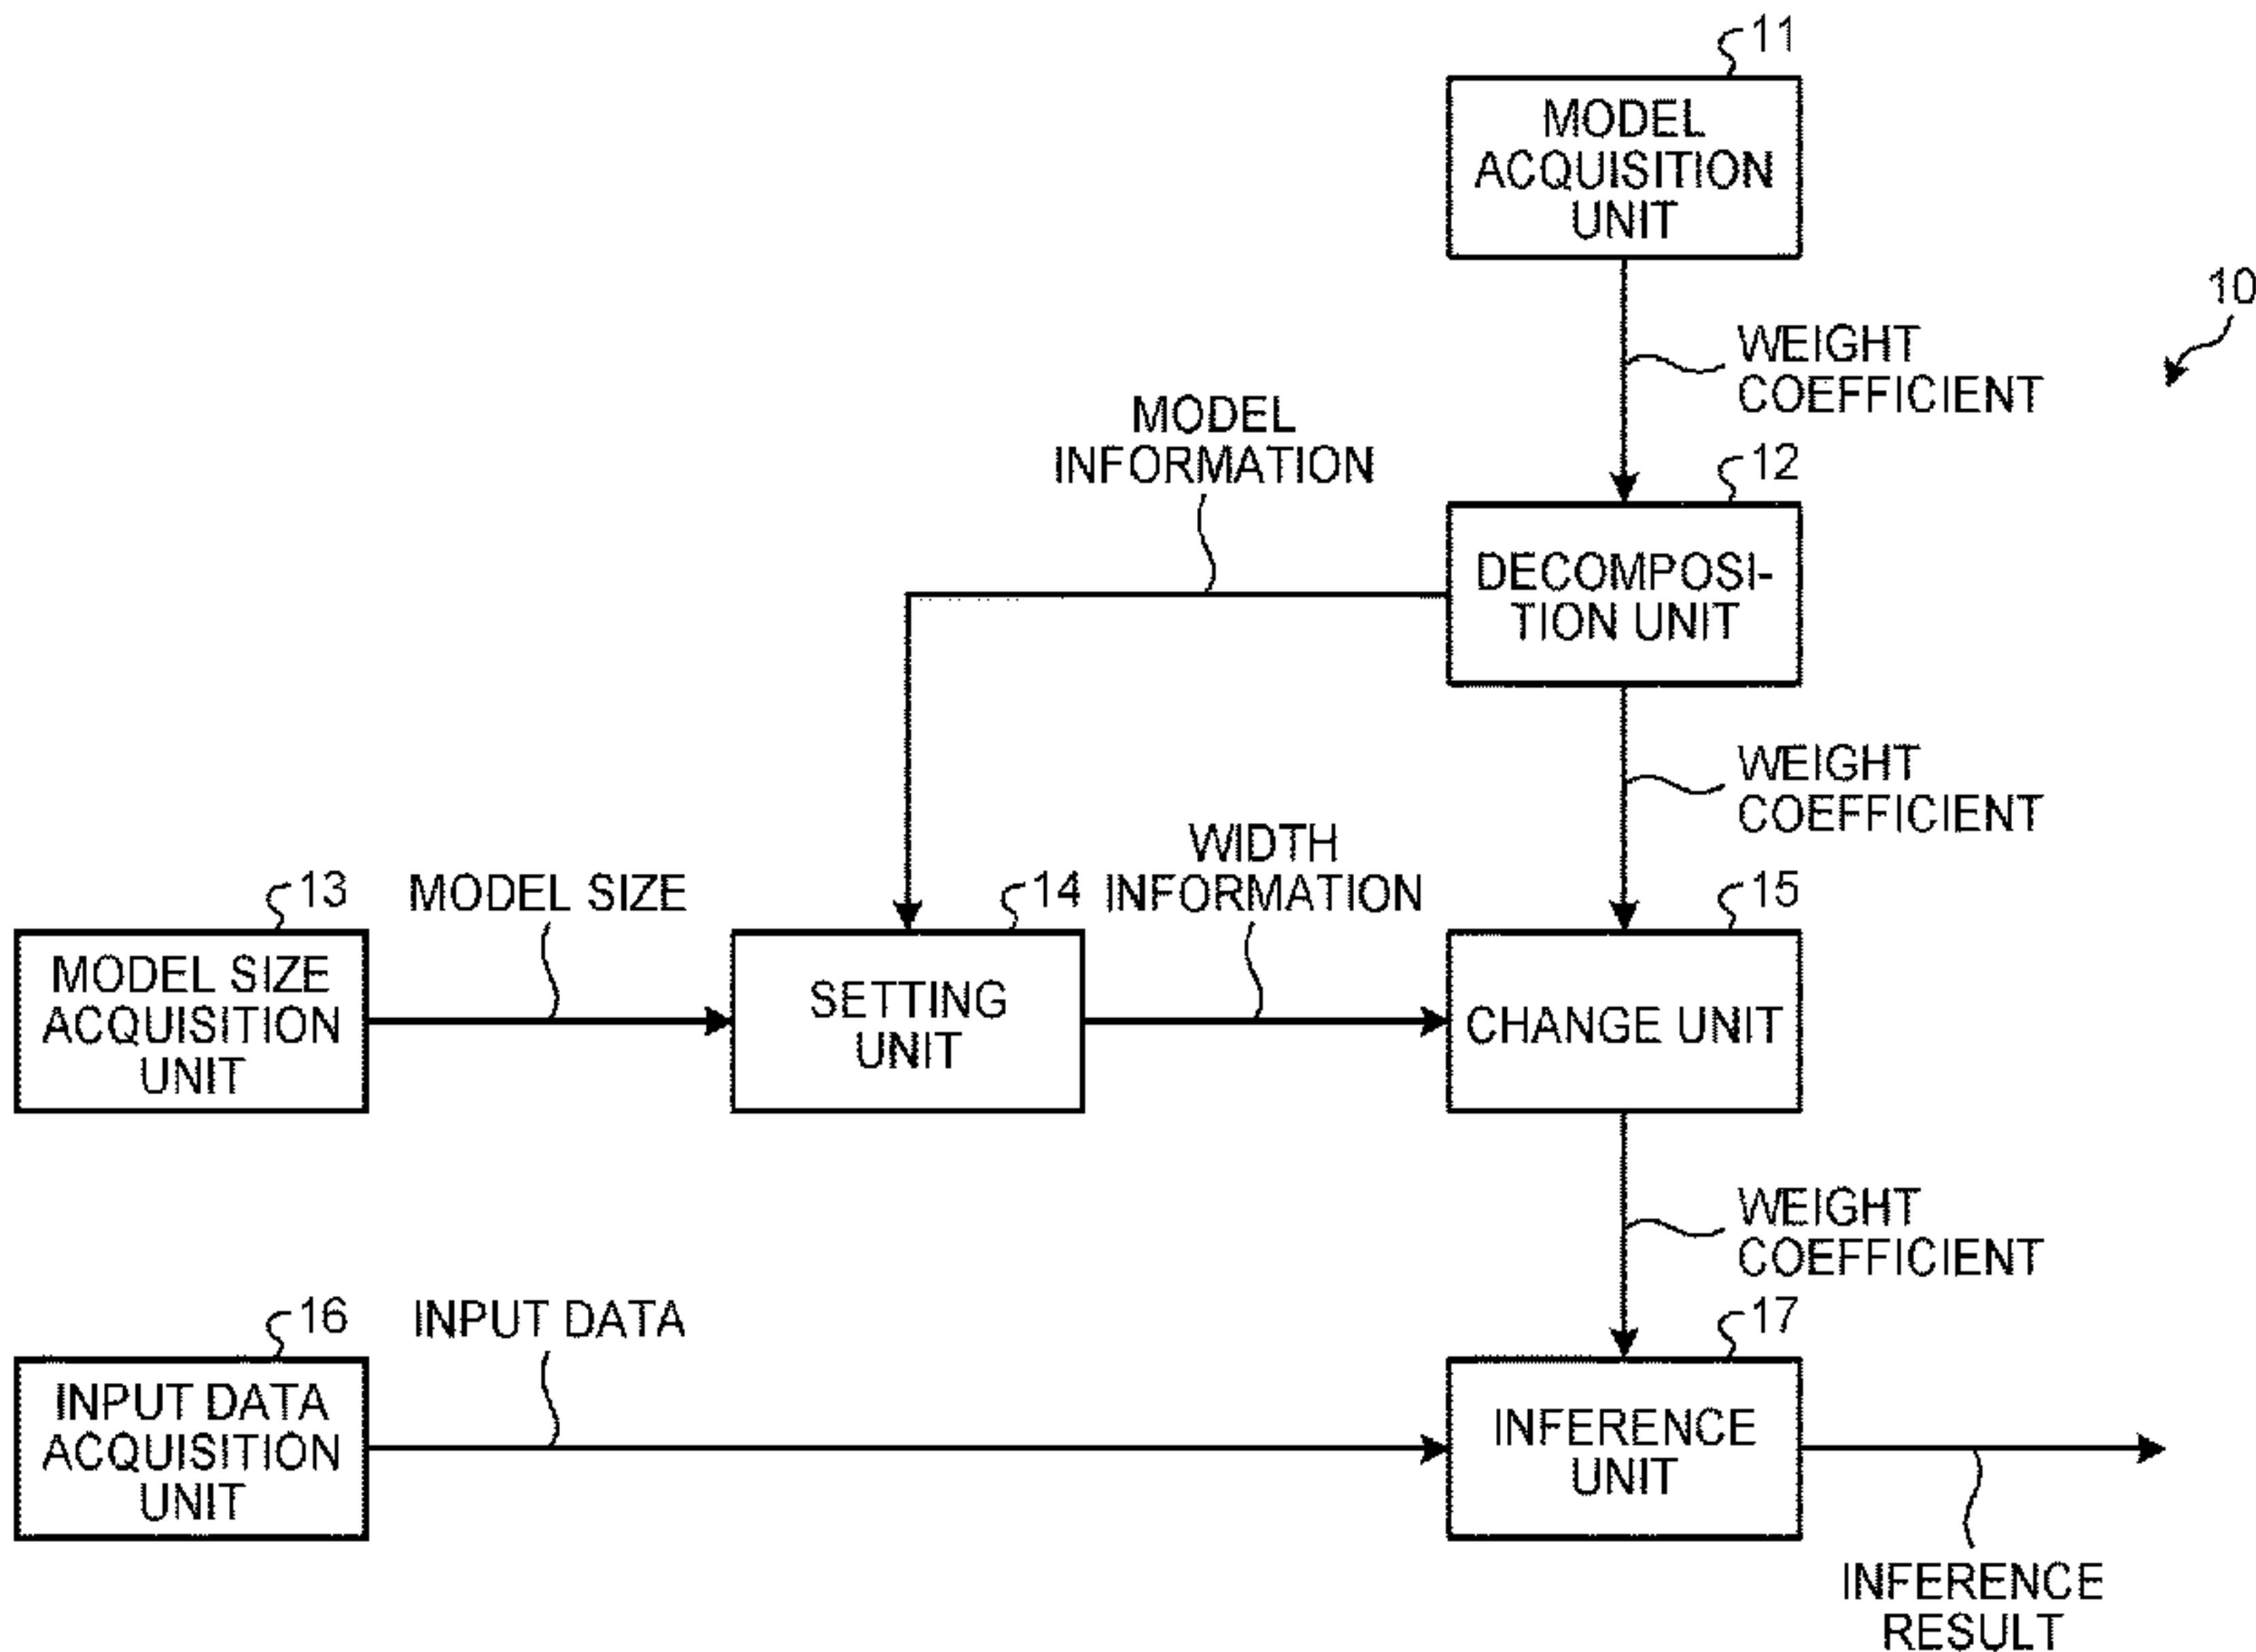 11
MODEL
ACQUISITION
UNIT
10
WEIGHT
COEFFICIENT
MODEL
INFORMATION
12
DECOMPOSI-
TION UNIT
WEIGHT
COEFFICIENT
13
MODEL SIZE
14
WIDTH
INFORMATION
15
MODEL SIZE
ACQUISITION
UNIT
SETTING
UNIT
CHANGE UNIT
WEIGHT
COEFFICIENT
16
INPUT DATA
17
INPUT DATA
ACQUISITION
UNIT
INFERENCE
UNIT
INFERENCE
RESULT